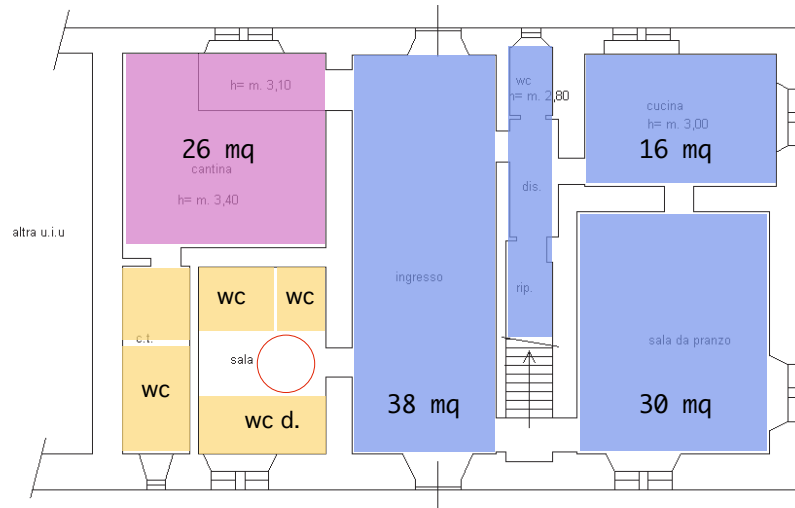 wc
h= m. 2,80
h= m. 3,10
cucina
h= m. 3,00
26 mq
16 mq
cantina
dis.
h= m. 3,40
altra u.i.u
ingresso
rip.
wc
wc
c.t.
sala
sala da pranzo
wc
wc d.
38 mq
30 mq